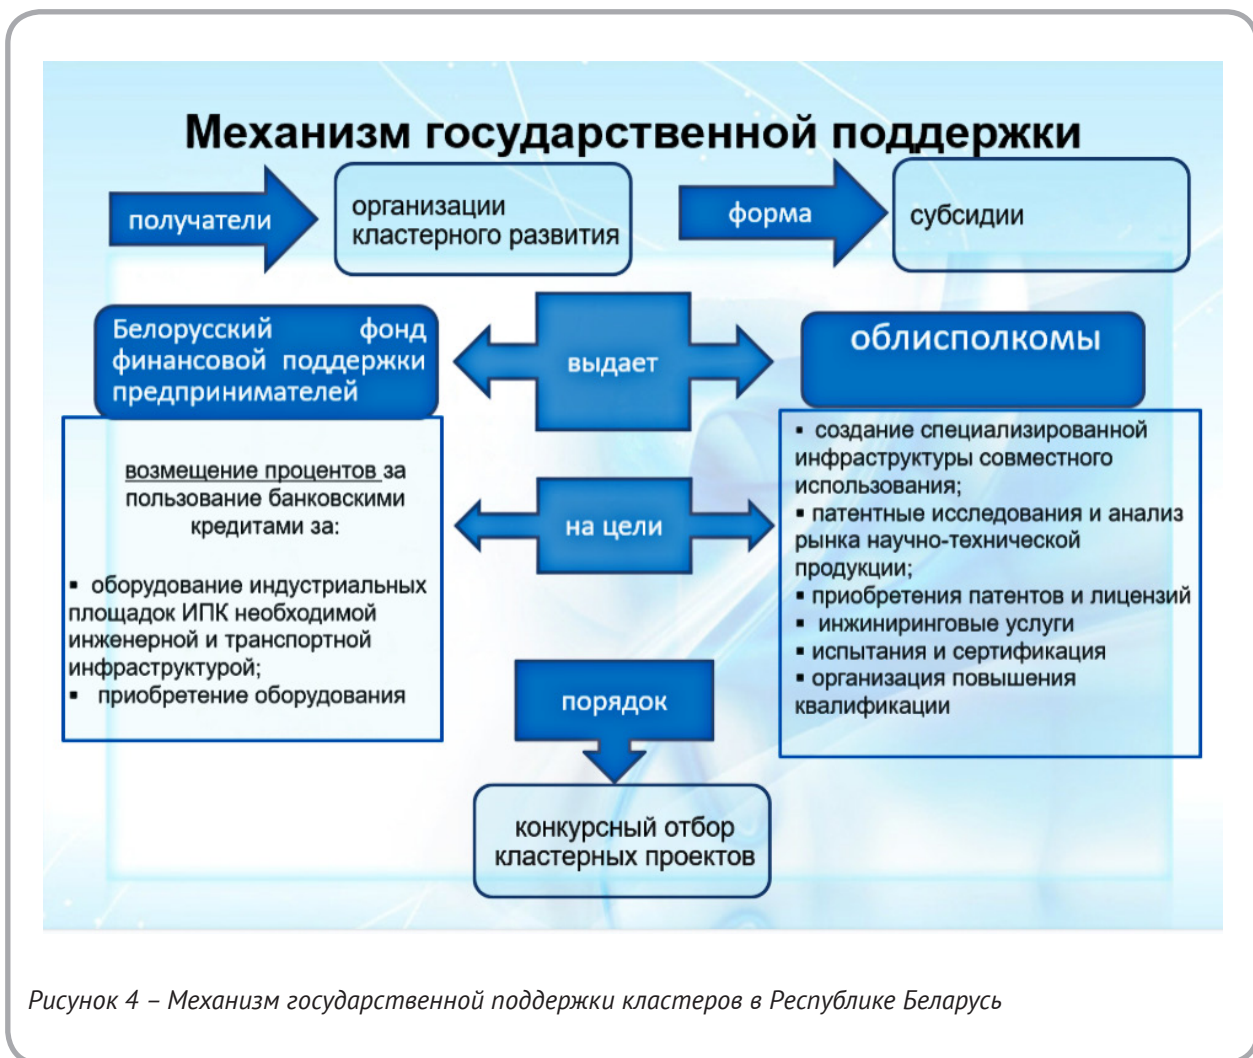 Механизм государственной поддержки
получатели
организации
кластерного развития
форма
субсидии
Белорусский фонд
финансовой поддержки
предпринимателей
выдает
облисполкомы
возмещение процентов за
пользование банковскими
кредитами за:
▪ оборудование индустриальных
площадок ИПК необходимой
инженерной и транспортной
инфраструктурой;
▪ приобретение оборудования
на цели
▪ создание специализированной
инфраструктуры совместного
использования;
▪ патентные исследования и анализ
рынка научно-технической
продукции;
▪ приобретения патентов и лицензий
▪ инжиниринговые услуги
▪ испытания и сертификация
▪ организация повышения
квалификации
порядок
конкурсный отбор
кластерных проектов
Рисунок 4 – Механизм государственной поддержки кластеров в Республике Беларусь